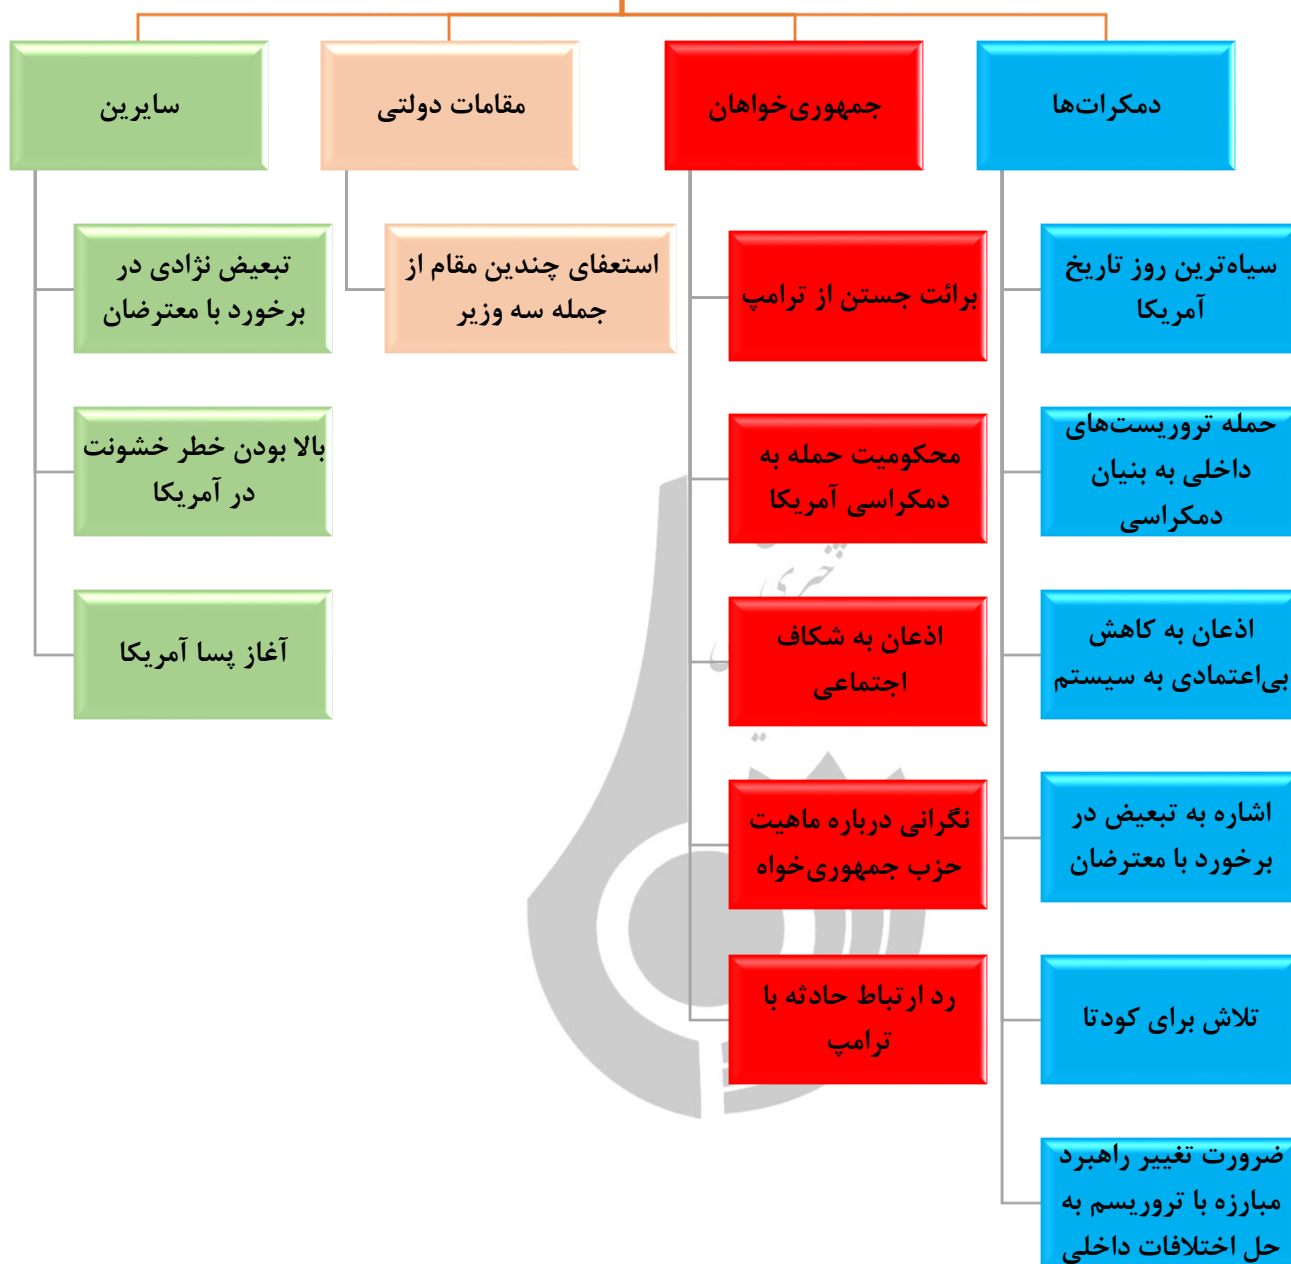 دمکرات‌ها
سیاه‌ترین روز تاریخ
آمریکا
حمله تروریست‌های
داخلی به بنیان
دمکراسی
اذعان به کاهش
بی‌اعتمادی به سیستم
اشاره به تبعیض در
برخورد با معترضان
تلاش برای کودتا
ضرورت تغییر راهبرد
مبارزه با تروریسم به
حل اختلافات داخلی
جمهوری‌خواهان
برائت جستن از ترامپ
محکومیت حمله به
دمکراسی آمریکا
اذعان به شکاف
اجتماعی
نگرانی درباره ماهیت
حزب جمهوری‌خواه
رد ارتباط حادثه با
ترامپ
مقامات دولتی
استعفای چندین مقام از
جمله سه وزیر
سایرین
تبعیض نژادی در
برخورد با معترضان
بالا بودن خطر خشونت
در آمریکا
آغاز پسا آمریکا
خبری